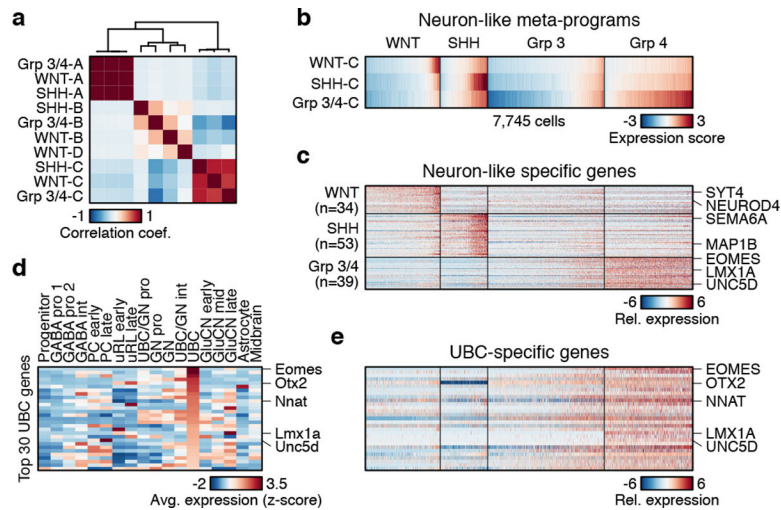 a
Grp 3/4-A
WNT-A
SHH-A
SHH-B
Grp 3/4-B
WNT-B
WNT-D
SHH-C
WNT-C
Grp 3/4-C
-1 1
Correlation coef.
b Neuron-like meta-programs
WNT SHH Grp 3 Grp 4
WNT-C
SHH-C
Grp 3/4-C
7,745 cells
-3 3
Expression score
c Neuron-like specific genes
WNT
(n=34)
SHH
(n=53)
Grp 3/4
(n=39)
SYT4
NEUROD4
SEMA6A
MAP1B
EOMES
LMX1A
UNC5D
-6 6
Rel. expression
d
Progenitor
GABA pro 1
GABA pro 2
GABA int
PC early
PC late
uRL early
uRL late
UBC/GN pro
GN pro
GN
UBC/GN int
UBC
GluCN early
GluCN mid
GluCN late
Astrocyte
Midbrain
Top 30 UBC genes
Eomes
Otx2
Nnat
Lmx1a
Unc5d
-2 3.5
Avg. expression (z-score)
e UBC-specific genes
EOMES
OTX2
NNAT
LMX1A
UNC5D
-6 6
Rel. expression